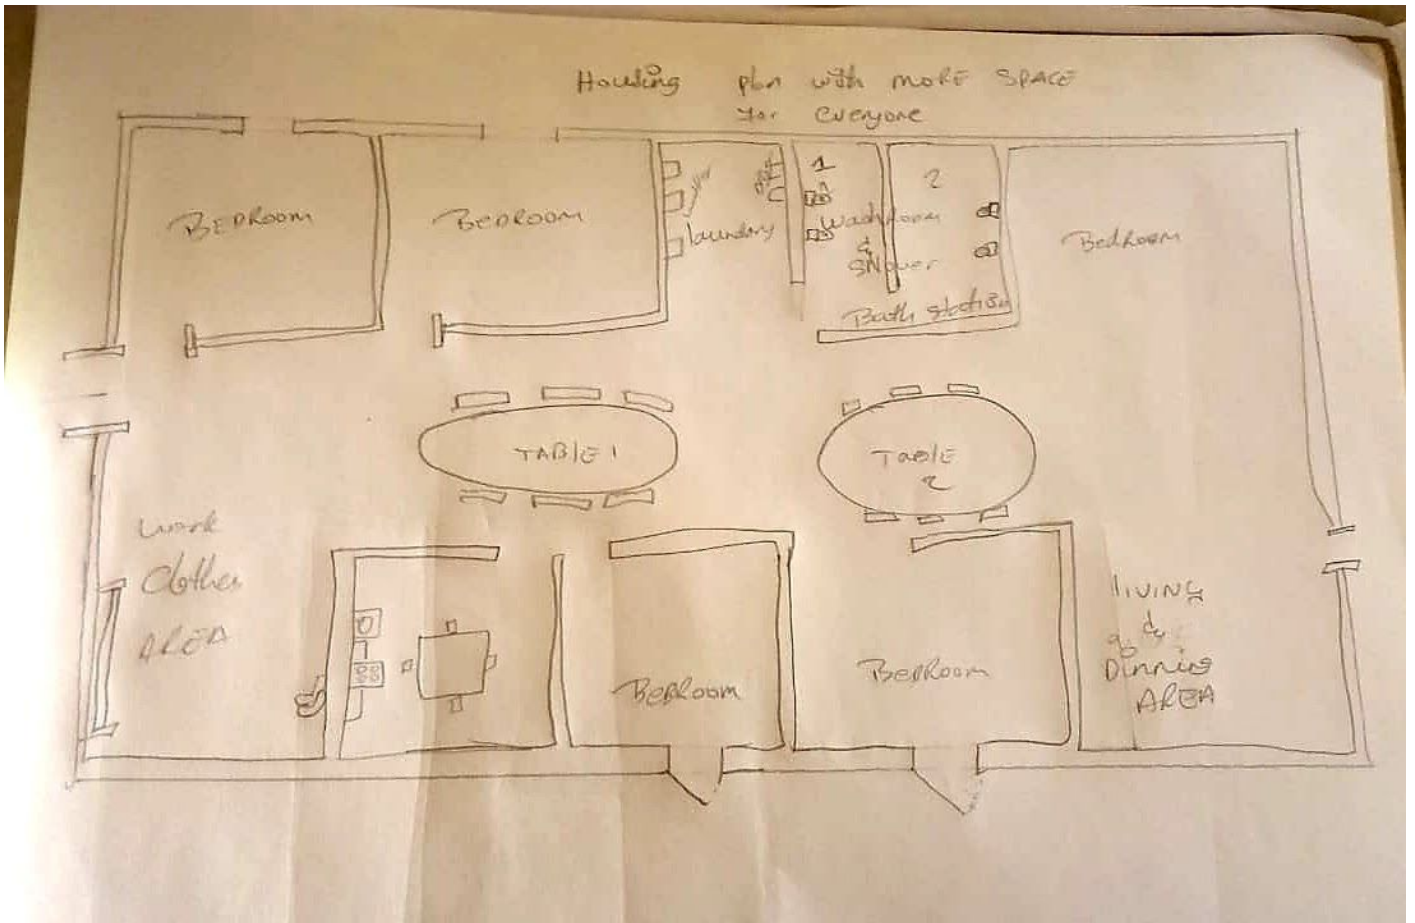 Housing plan with MORE SPACE
for everyone
BEDROOM
BEDROOM
laundry
1
2
Washroom
&
SHower
Bath station
BedRoom
TABLE 1
TABLE
2
work
Clothes
AREA
BEDROOM
BEDROOM
lIVING
&
Dinning
AREA